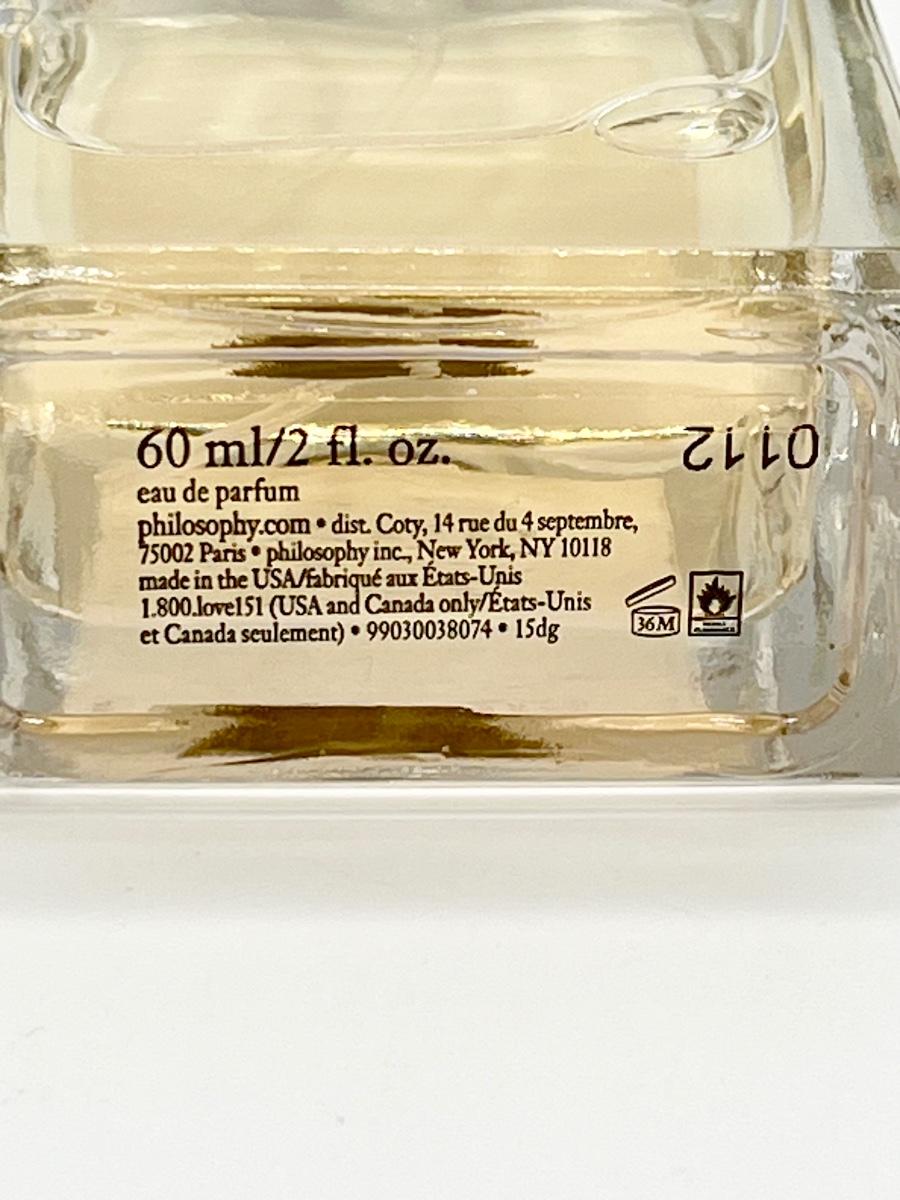 60 ml/2 fl. oz.
0112
eau de parfum
philosophy.com • dist. Coty, 14 rue du 4 septembre,
75002 Paris • philosophy inc., New York, NY 10118
made in the USA/fabriqué aux États-Unis
1.800.love151 (USA and Canada only/États-Unis
et Canada seulement) • 99030038074 • 15dg
36M